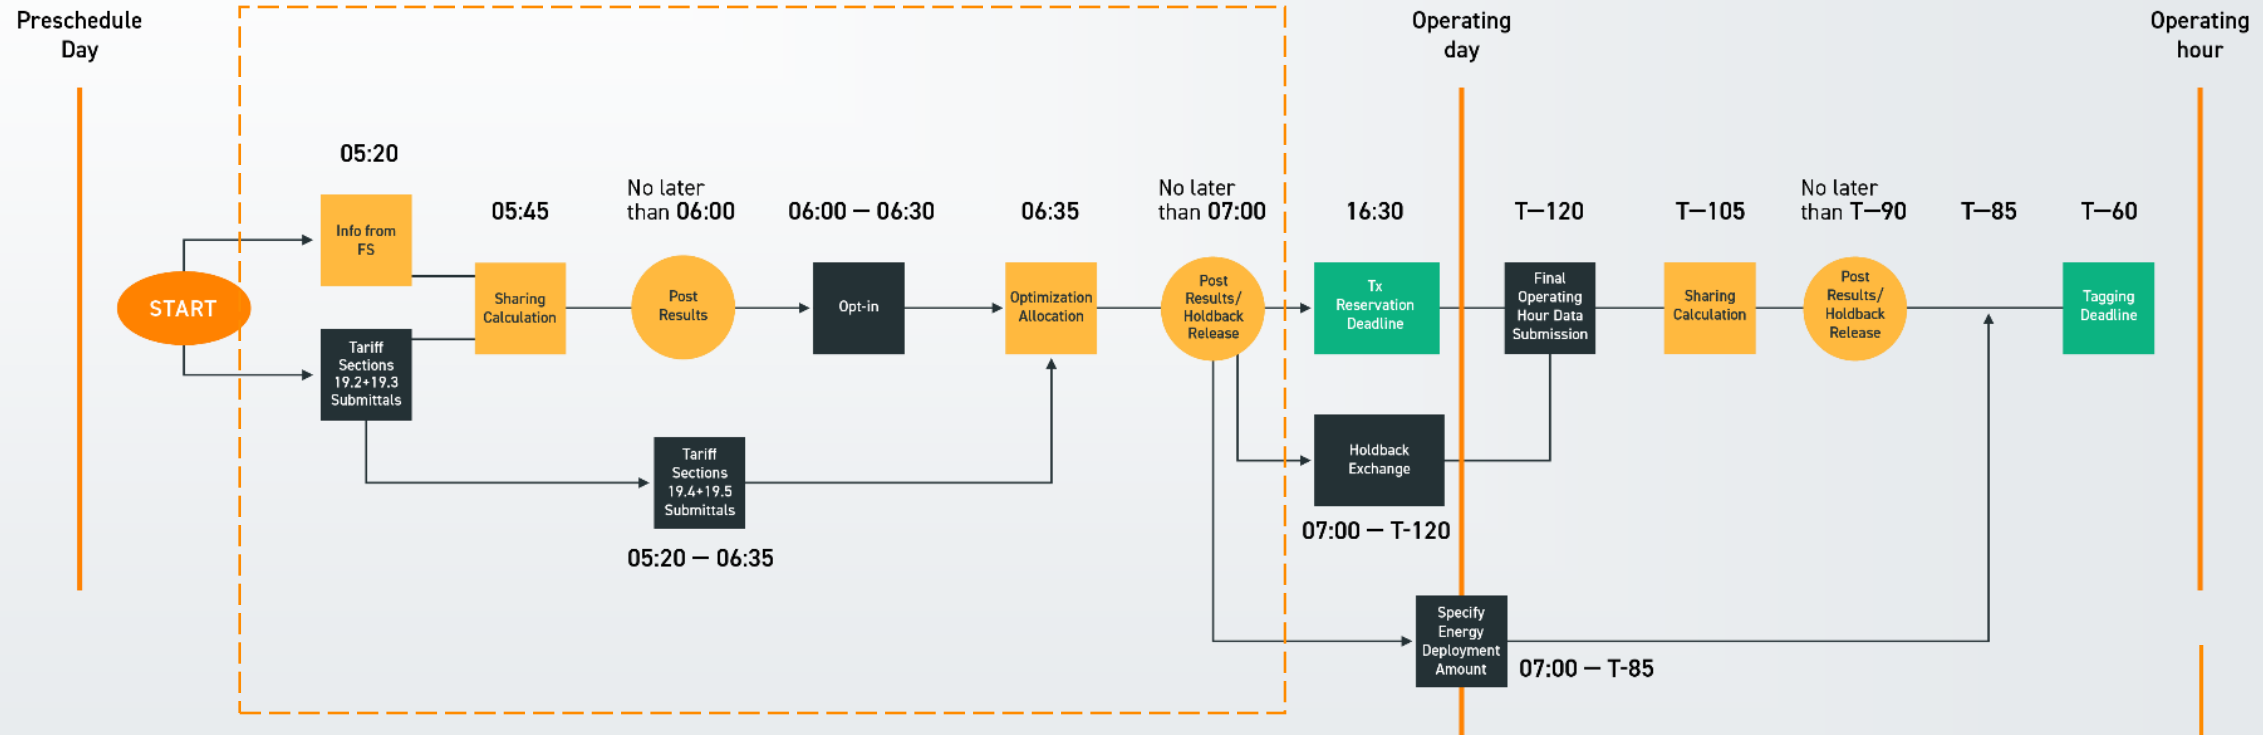 Preschedule
Day
Operating
day
Operating
hour
05:20
Info from
FS
START
Tariff
Sections
19.2+19.3
Submittals
05:45
Sharing
Calculation
No later
than 06:00
Post
Results
06:00 — 06:30
Opt-in
06:35
Optimization
Allocation
Tariff
Sections
19.4+19.5
Submittals
05:20 — 06:35
No later
than 07:00
Post
Results/
Holdback
Release
16:30
Tx
Reservation
Deadline
Holdback
Exchange
07:00 — T-120
Specify
Energy
Deployment
Amount
07:00 — T-85
T—120
Final
Operating
Hour Data
Submission
T—105
Sharing
Calculation
No later
than T—90
Post
Results/
Holdback
Release
T—85
T—60
Tagging
Deadline